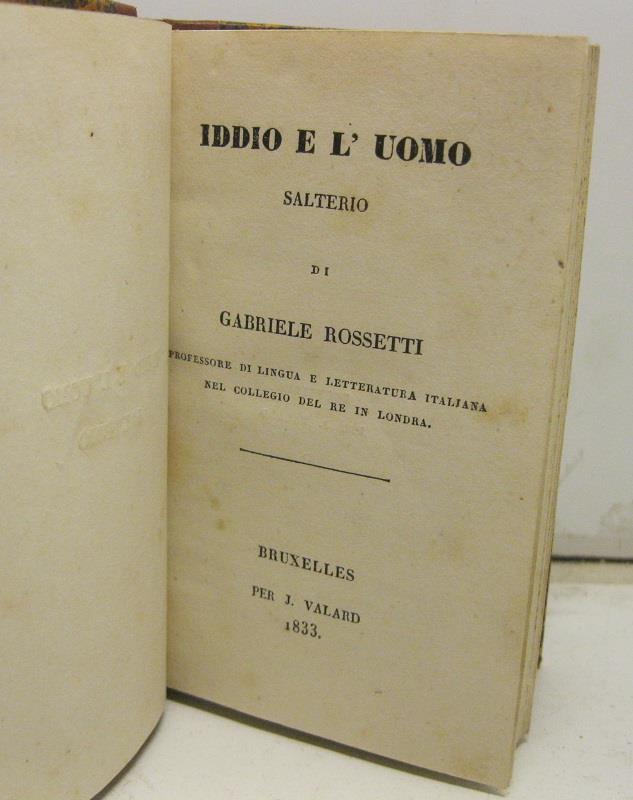 IDDIO E L' UOMO
SALTERIO
DI
GABRIELE ROSSETTI
PROFESSORE DI LINGUA E LETTERATURA ITALIANA
NEL COLLEGIO DEL RE IN LONDRA.
BRUXELLES
PER J. VALARD
1833.